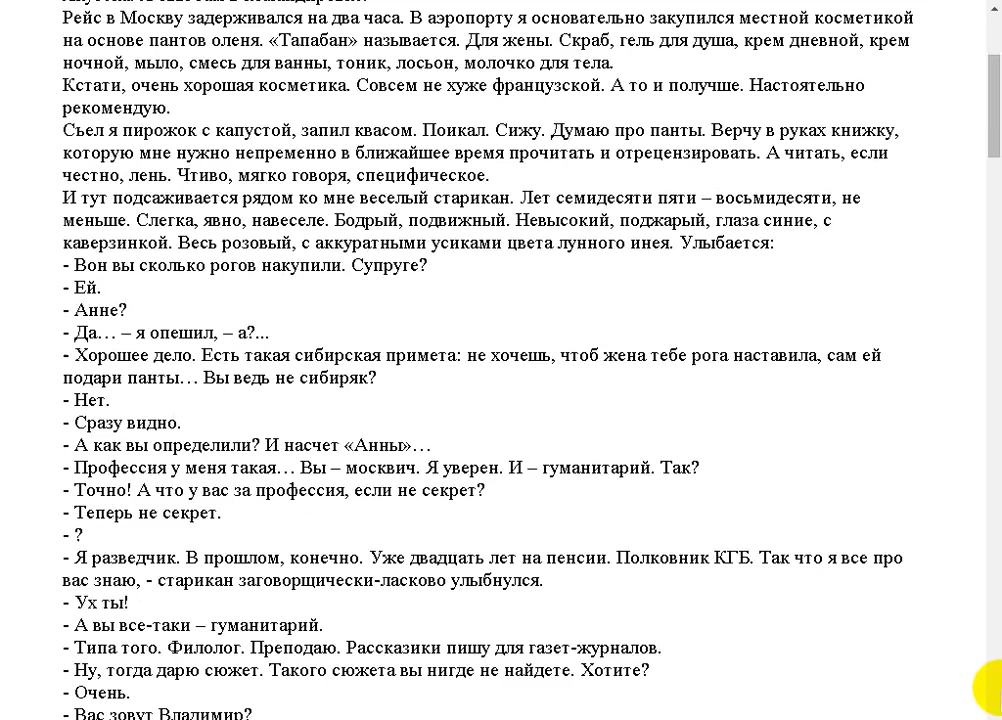 Рейс в Москву задерживался на два часа. В аэропорту я основательно закупился местной косметикой
на основе пантов оленя. «Тапабан» называется. Для жены. Скраб, гель для душа, крем дневной, крем
ночной, мыло, смесь для ванны, тоник, лосьон, молочко для тела.
Кстати, очень хорошая косметика. Совсем не хуже французской. А то и получше. Настоятельно
рекомендую.
Съел я пирожок с капустой, запил квасом. Поикал. Сижу. Думаю про панты. Верчу в руках книжку,
которую мне нужно непременно в ближайшее время прочитать и отрецензировать. А читать, если
честно, лень. Чтиво, мягко говоря, специфическое.
И тут подсаживается рядом ко мне веселый старикан. Лет семидесяти пяти – восьмидесяти, не
меньше. Слегка, явно, навеселе. Бодрый, подвижный. Невысокий, поджарый, глаза синие, с
каверзинкой. Весь розовый, с аккуратными усиками цвета лунного инея. Улыбается:
- Вон вы сколько рогов накупили. Супруге?
- Ей.
- Анне?
- Да… – я опешил, – а?...
- Хорошее дело. Есть такая сибирская примета: не хочешь, чтоб жена тебе рога наставила, сам ей
подари панты… Вы ведь не сибиряк?
- Нет.
- Сразу видно.
- А как вы определили? И насчет «Анны»…
- Профессия у меня такая… Вы – москвич. Я уверен. И – гуманитарий. Так?
- Точно! А что у вас за профессия, если не секрет?
- Теперь не секрет.
- ?
- Я разведчик. В прошлом, конечно. Уже двадцать лет на пенсии. Полковник КГБ. Так что я все про
вас знаю, - старикан заговорщически-ласково улыбнулся.
- Ух ты!
- А вы все-таки – гуманитарий.
- Типа того. Филолог. Преподаю. Рассказики пишу для газет-журналов.
- Ну, тогда дарю сюжет. Такого сюжета вы нигде не найдете. Хотите?
- Очень.
- Вас зовут Владимир?